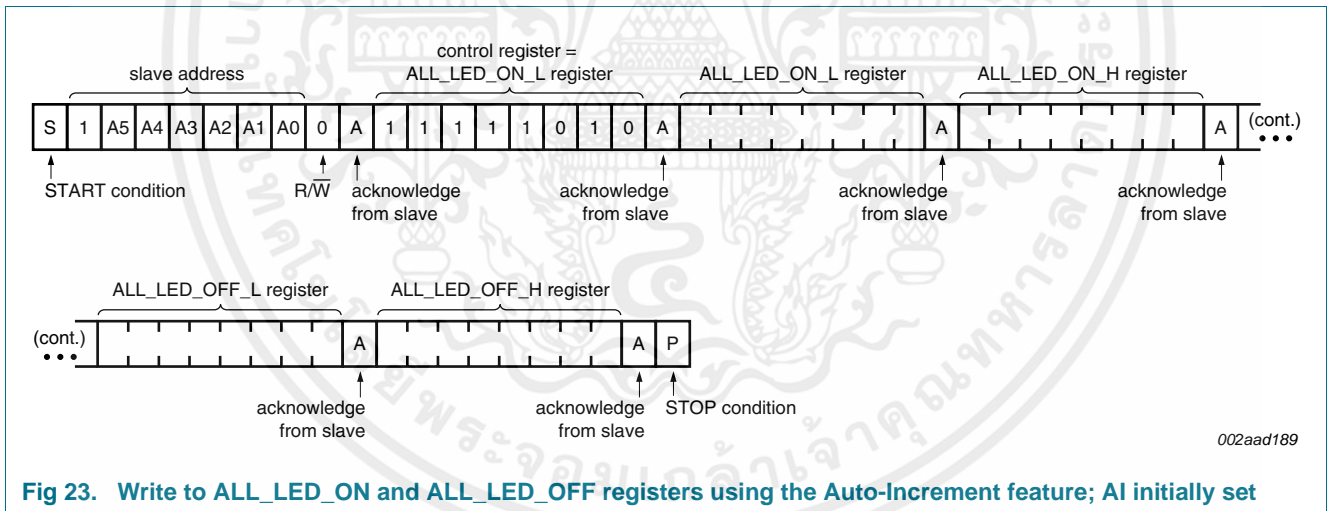 slave address
control register =
ALL_LED_ON_L register
ALL_LED_ON_L register
ALL_LED_ON_H register
S 1 A5 A4 A3 A2 A1 A0 0 A 1 1 1 1 1 0 1 0 A A A (cont.)
START condition
R/W̅
acknowledge
from slave
acknowledge
from slave
acknowledge
from slave
acknowledge
from slave
ALL_LED_OFF_L register
ALL_LED_OFF_H register
(cont.) A A P
acknowledge
from slave
acknowledge
from slave
STOP condition
002aad189
Fig 23. Write to ALL_LED_ON and ALL_LED_OFF registers using the Auto-Increment feature; AI initially set